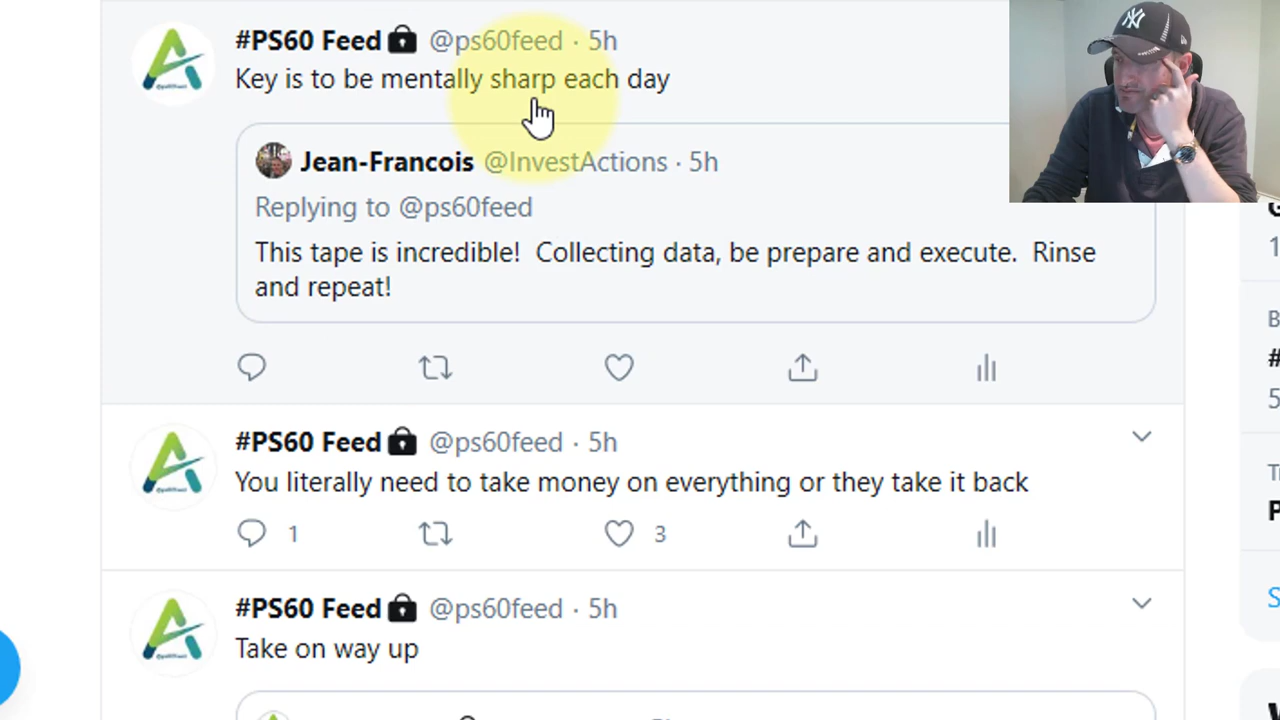 #PS60 Feed @ps60feed · 5h
Key is to be mentally sharp each day
Jean-Francois @InvestActions · 5h
Replying to @ps60feed
This tape is incredible!  Collecting data, be prepare and execute.  Rinse
and repeat!
#PS60 Feed @ps60feed · 5h
You literally need to take money on everything or they take it back
1
3
#PS60 Feed @ps60feed · 5h
Take on way up